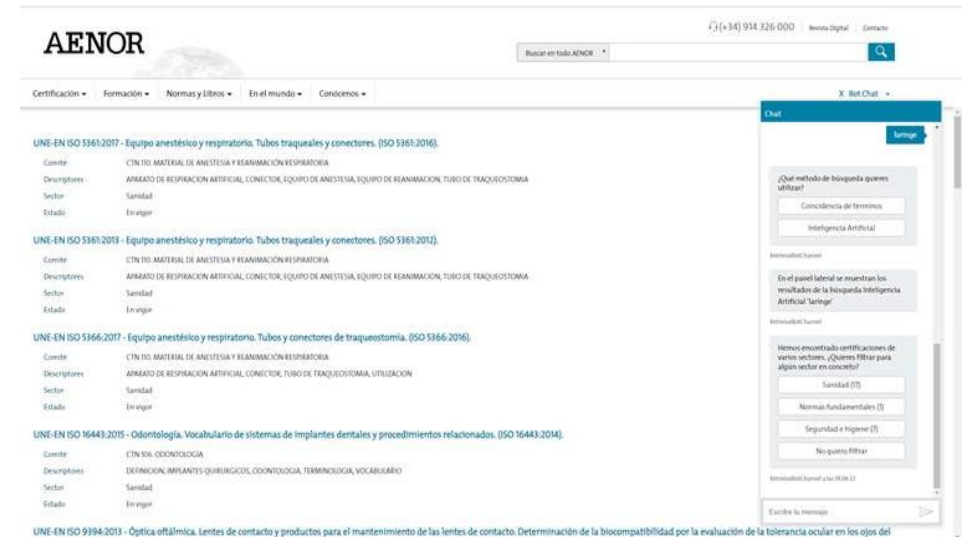 AENOR
(+34) 914 326 000 Revista Digital Contacto
Buscar en todo AENOR
Certificación Formación Normas y Libros En el mundo Conócenos X Bot Chat
Chat
UNE-EN ISO 5361:2017 - Equipo anestésico y respiratorio. Tubos traqueales y conectores. (ISO 5361:2016).
Comité CTN 110. MATERIAL DE ANESTESIA Y REANIMACIÓN RESPIRATORIA
Descriptores APARATO DE RESPIRACION ARTIFICIAL, CONECTOR, EQUIPO DE ANESTESIA, EQUIPO DE REANIMACION, TUBO DE TRAQUEOSTOMIA
Sector Sanidad
Estado En vigor
UNE-EN ISO 5361:2013 - Equipo anestésico y respiratorio. Tubos traqueales y conectores. (ISO 5361:2012).
Comité CTN 110. MATERIAL DE ANESTESIA Y REANIMACIÓN RESPIRATORIA
Descriptores APARATO DE RESPIRACION ARTIFICIAL, CONECTOR, EQUIPO DE ANESTESIA, EQUIPO DE REANIMACION, TUBO DE TRAQUEOSTOMIA
Sector Sanidad
Estado En vigor
UNE-EN ISO 5366:2017 - Equipo anestésico y respiratorio. Tubos y conectores de traqueostomía. (ISO 5366:2016).
Comité CTN 110. MATERIAL DE ANESTESIA Y REANIMACIÓN RESPIRATORIA
Descriptores APARATO DE RESPIRACION ARTIFICIAL, CONECTOR, TUBO DE TRAQUEOSTOMIA, UTILIZACION
Sector Sanidad
Estado En vigor
UNE-EN ISO 16443:2015 - Odontología. Vocabulario de sistemas de implantes dentales y procedimientos relacionados. (ISO 16443:2014).
Comité CTN 106. ODONTOLOGÍA
Descriptores DEFINICION, IMPLANTES QUIRURGICOS, ODONTOLOGIA, TERMINOLOGIA, VOCABULARIO
Sector Sanidad
Estado En vigor
UNE-EN ISO 9394:2013 - Óptica oftálmica. Lentes de contacto y productos para el mantenimiento de las lentes de contacto. Determinación de la biocompatibilidad por la evaluación de la tolerancia ocular en los ojos del
laringe
¿Qué método de búsqueda quieres
utilizar?
Coincidencia de términos
Inteligencia Artificial
En el panel lateral se muestran los
resultados de la búsqueda Inteligencia
Artificial 'laringe'
Hemos encontrado certificaciones de
varios sectores. ¿Quieres filtrar para
algún sector en concreto?
Sanidad (17)
Normas fundamentales (1)
Seguridad e higiene (7)
No quiero filtrar
Escribe tu mensaje